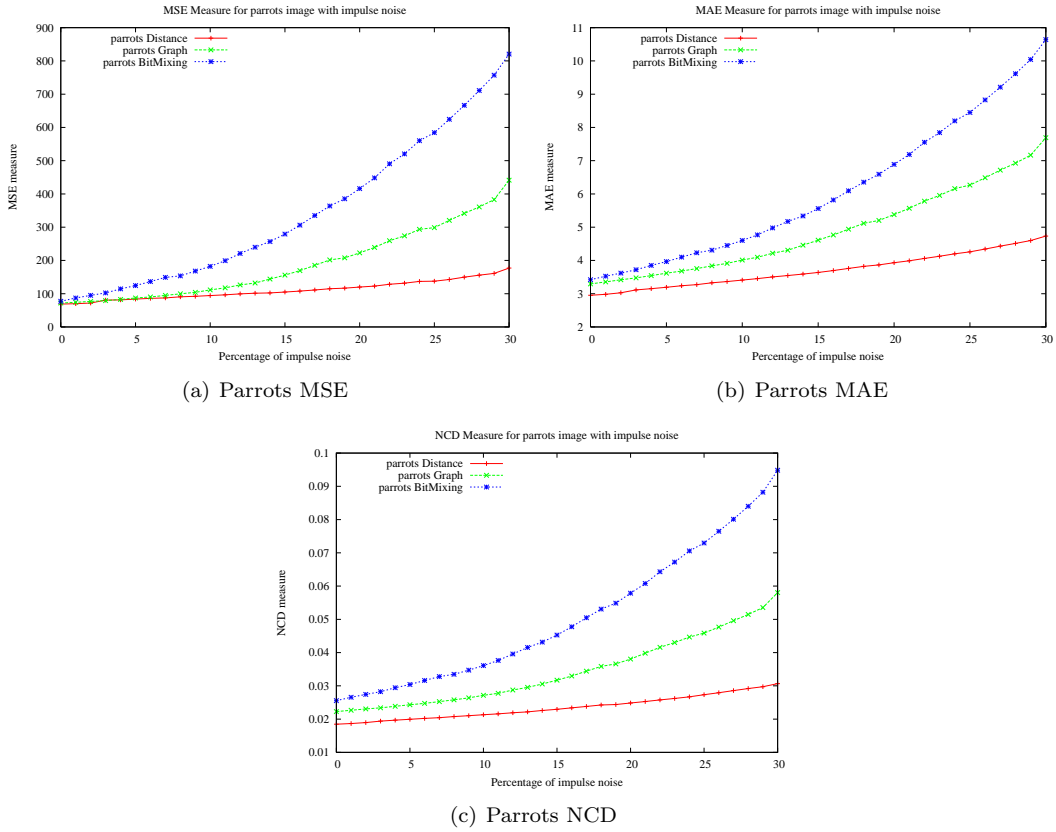 MSE Measure for parrots image with impulse noise
900
800
700
600
500
400
300
200
100
0
MSE measure
parrots Distance
parrots Graph
parrots BitMixing
0 5 10 15 20 25 30
Percentage of impulse noise
(a) Parrots MSE
MAE Measure for parrots image with impulse noise
11
10
9
8
7
6
5
4
3
2
MAE measure
parrots Distance
parrots Graph
parrots BitMixing
0 5 10 15 20 25 30
Percentage of impulse noise
(b) Parrots MAE
NCD Measure for parrots image with impulse noise
0.1
0.09
0.08
0.07
0.06
0.05
0.04
0.03
0.02
0.01
NCD measure
parrots Distance
parrots Graph
parrots BitMixing
0 5 10 15 20 25 30
Percentage of impulse noise
(c) Parrots NCD